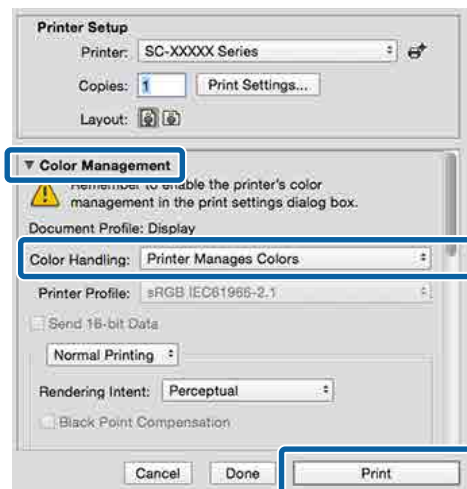 Printer Setup
Printer: SC-XXXXX Series
Copies: 1 Print Settings...
Layout:
▼ Color Management
Remember to enable the printer's color
management in the print settings dialog box.
Document Profile: Display
Color Handling: Printer Manages Colors
Printer Profile: sRGB IEC61966-2.1
Send 16-bit Data
Normal Printing
Rendering Intent: Perceptual
Black Point Compensation
Cancel Done Print